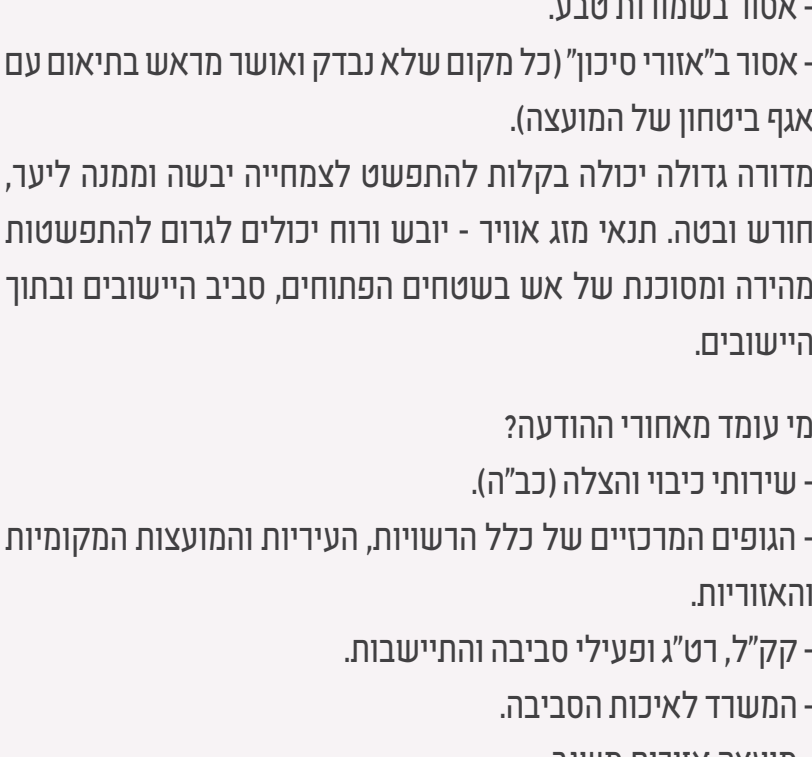 - אסור בשמורות טבע.
- אסור ב"אזורי סיכון" (כל מקום שלא נבדק ואושר מראש בתיאום עם
אגף ביטחון של המועצה).
מדורה גדולה יכולה בקלות להתפשט לצמחייה יבשה וממנה ליער,
חורש ובטה. תנאי מזג אוויר - יובש ורוח יכולים לגרום להתפשטות
מהירה ומסוכנת של אש בשטחים הפתוחים, סביב היישובים ובתוך
היישובים.
מי עומד מאחורי ההודעה?
- שירותי כיבוי והצלה (כב"ה).
- הגופים המרכזיים של כלל הרשויות, העיריות והמועצות המקומיות
והאזוריות.
- קק"ל, רט"ג ופעילי סביבה והתיישבות.
- המשרד לאיכות הסביבה.